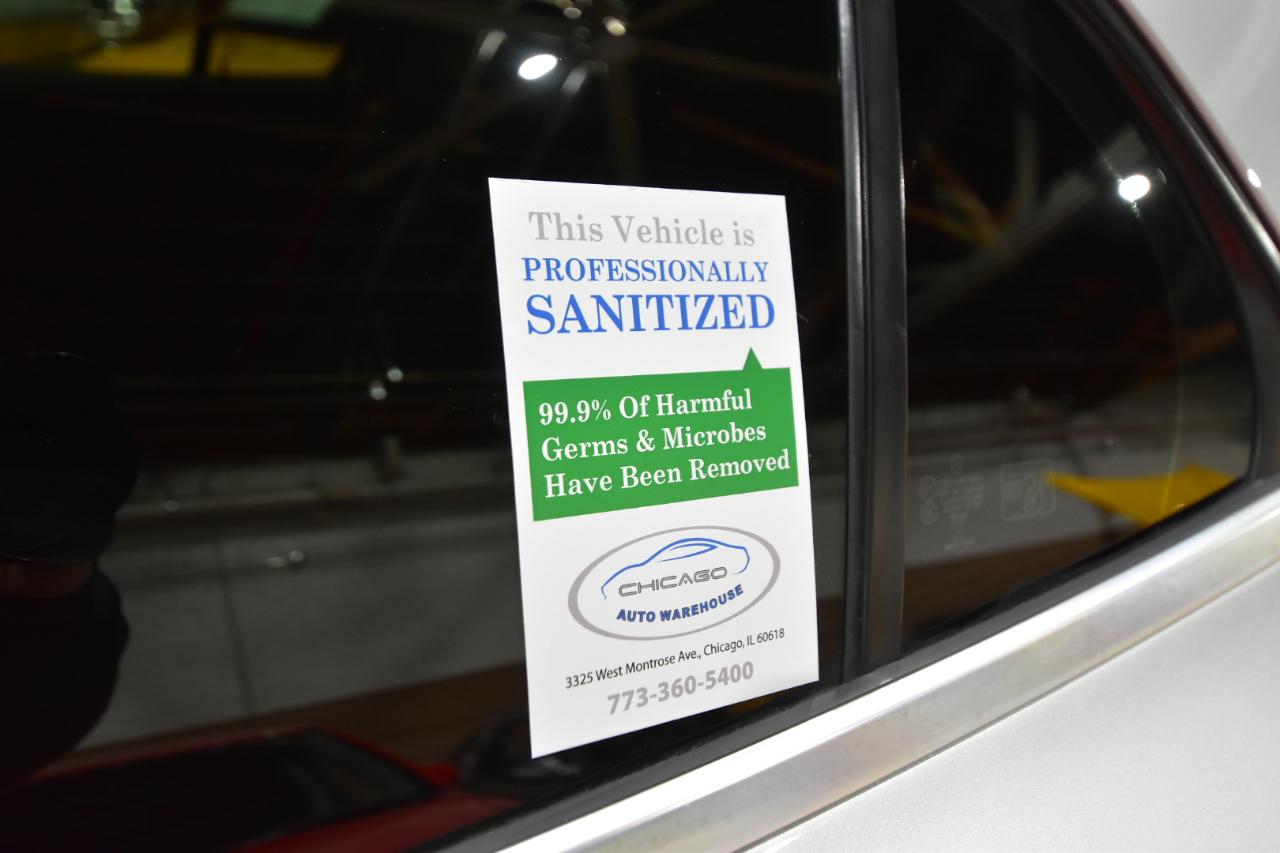 This Vehicle is
PROFESSIONALLY
SANITIZED
99.9% Of Harmful
Germs & Microbes
Have Been Removed
CHICAGO
AUTO WAREHOUSE
3325 West Montrose Ave., Chicago, IL 60618
773-360-5400